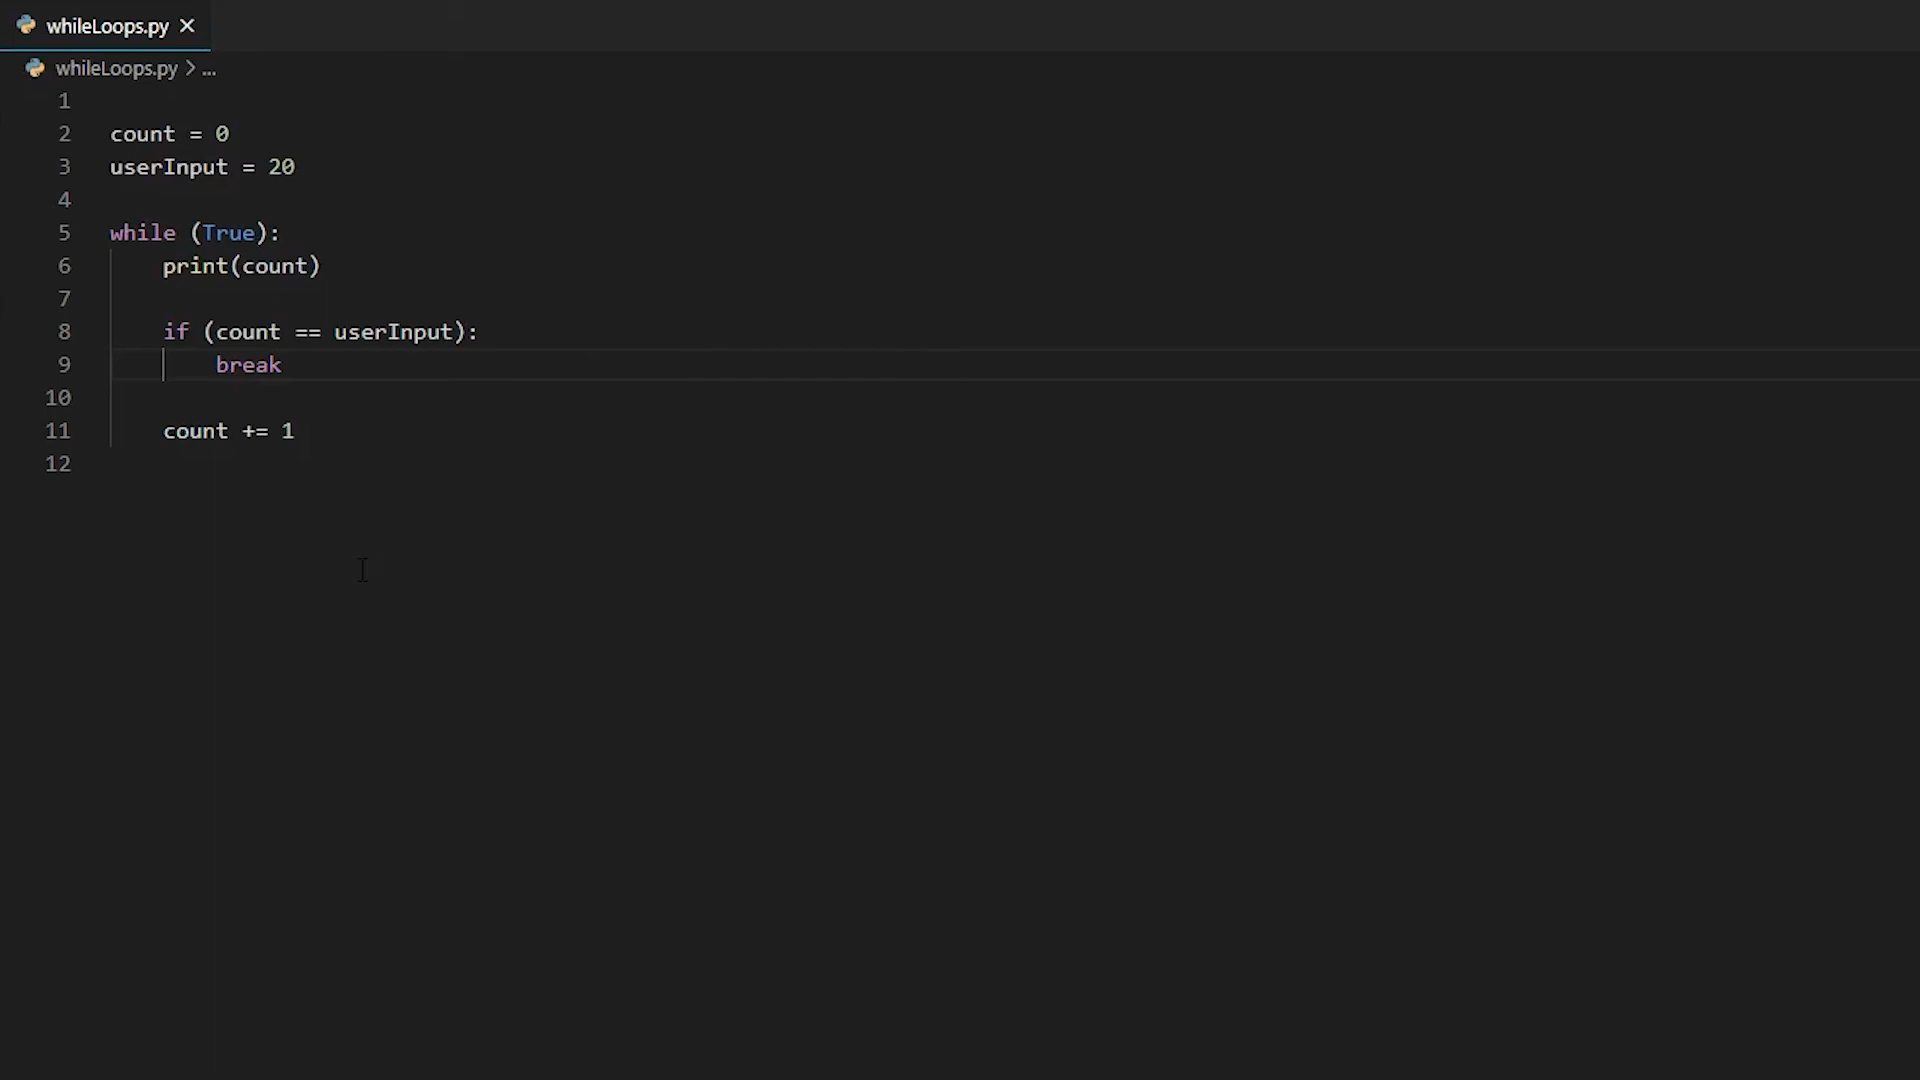 whileLoops.py
whileLoops.py > ...
1
2 count = 0
3 userInput = 20
4
5 while (True):
6     print(count)
7
8     if (count == userInput):
9         break
10
11     count += 1
12